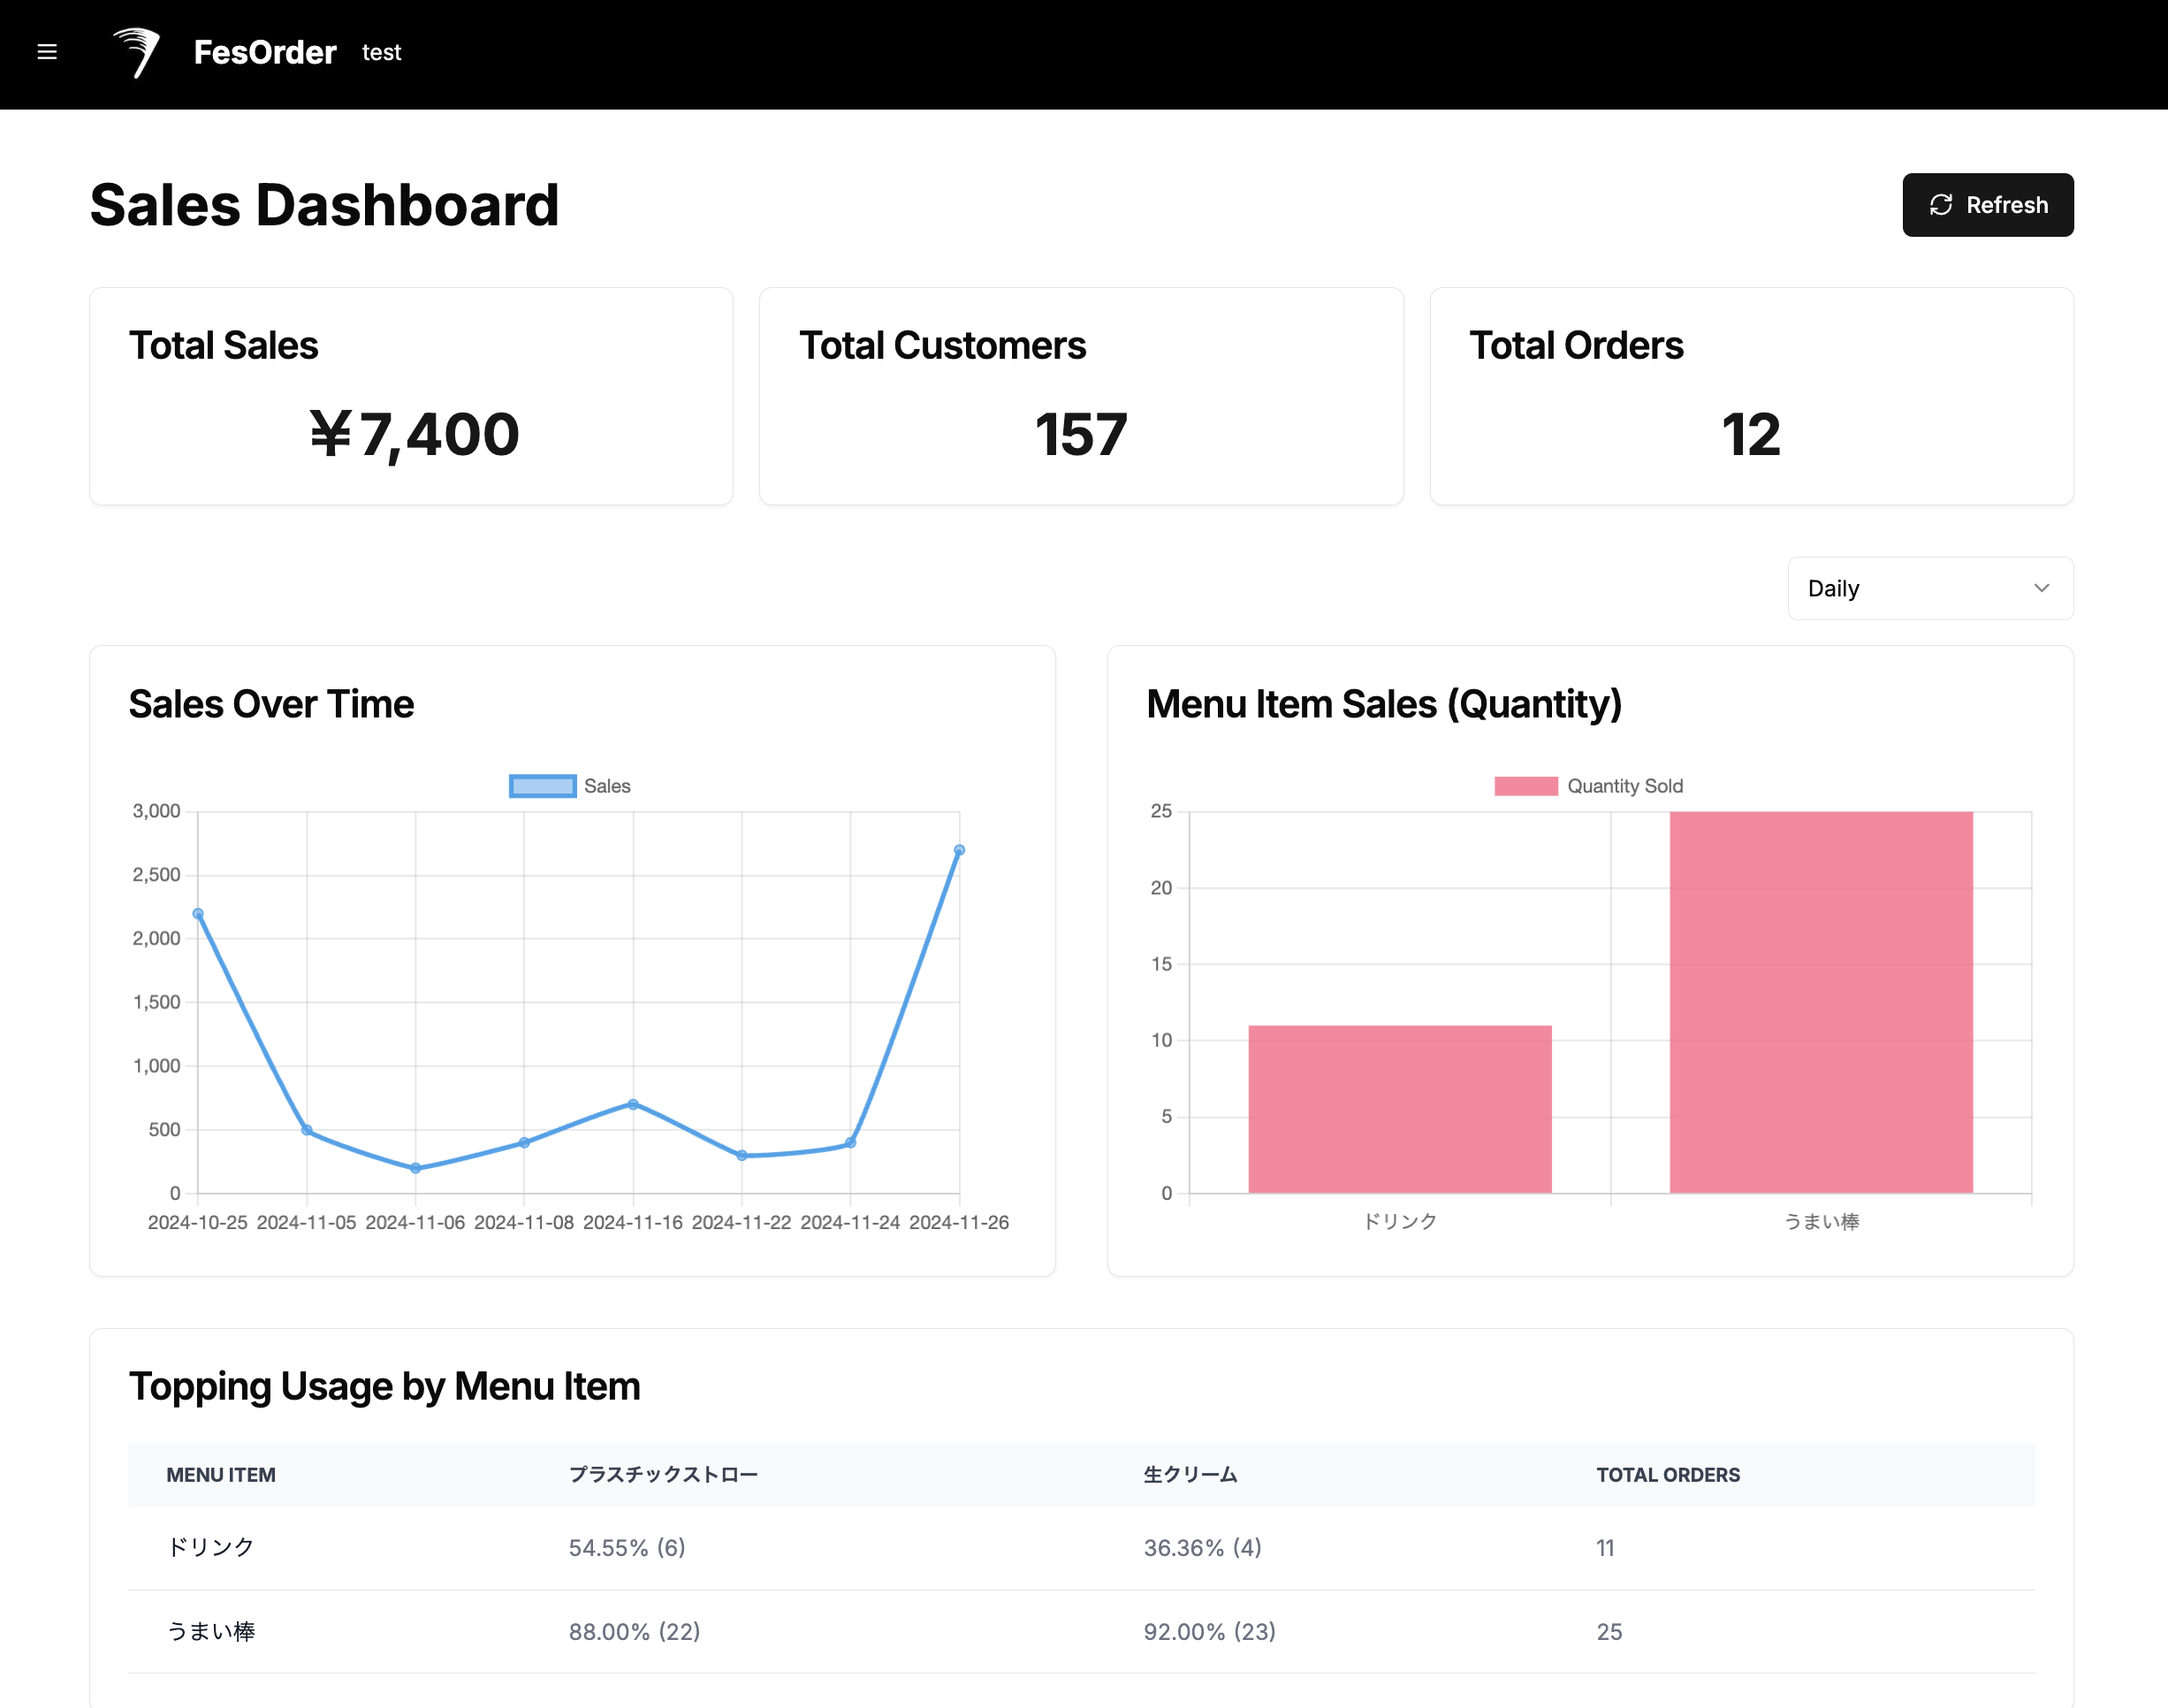 FesOrder test
Sales Dashboard
Refresh
Total Sales
¥7,400
Total Customers
157
Total Orders
12
Daily
Sales Over Time
Sales
3,000
2,500
2,000
1,500
1,000
500
0
2024-10-25 2024-11-05 2024-11-06 2024-11-08 2024-11-16 2024-11-22 2024-11-24 2024-11-26
Menu Item Sales (Quantity)
Quantity Sold
25
20
15
10
5
0
ドリンク うまい棒
Topping Usage by Menu Item
MENU ITEM プラスチックストロー 生クリーム TOTAL ORDERS
ドリンク 54.55% (6) 36.36% (4) 11
うまい棒 88.00% (22) 92.00% (23) 25